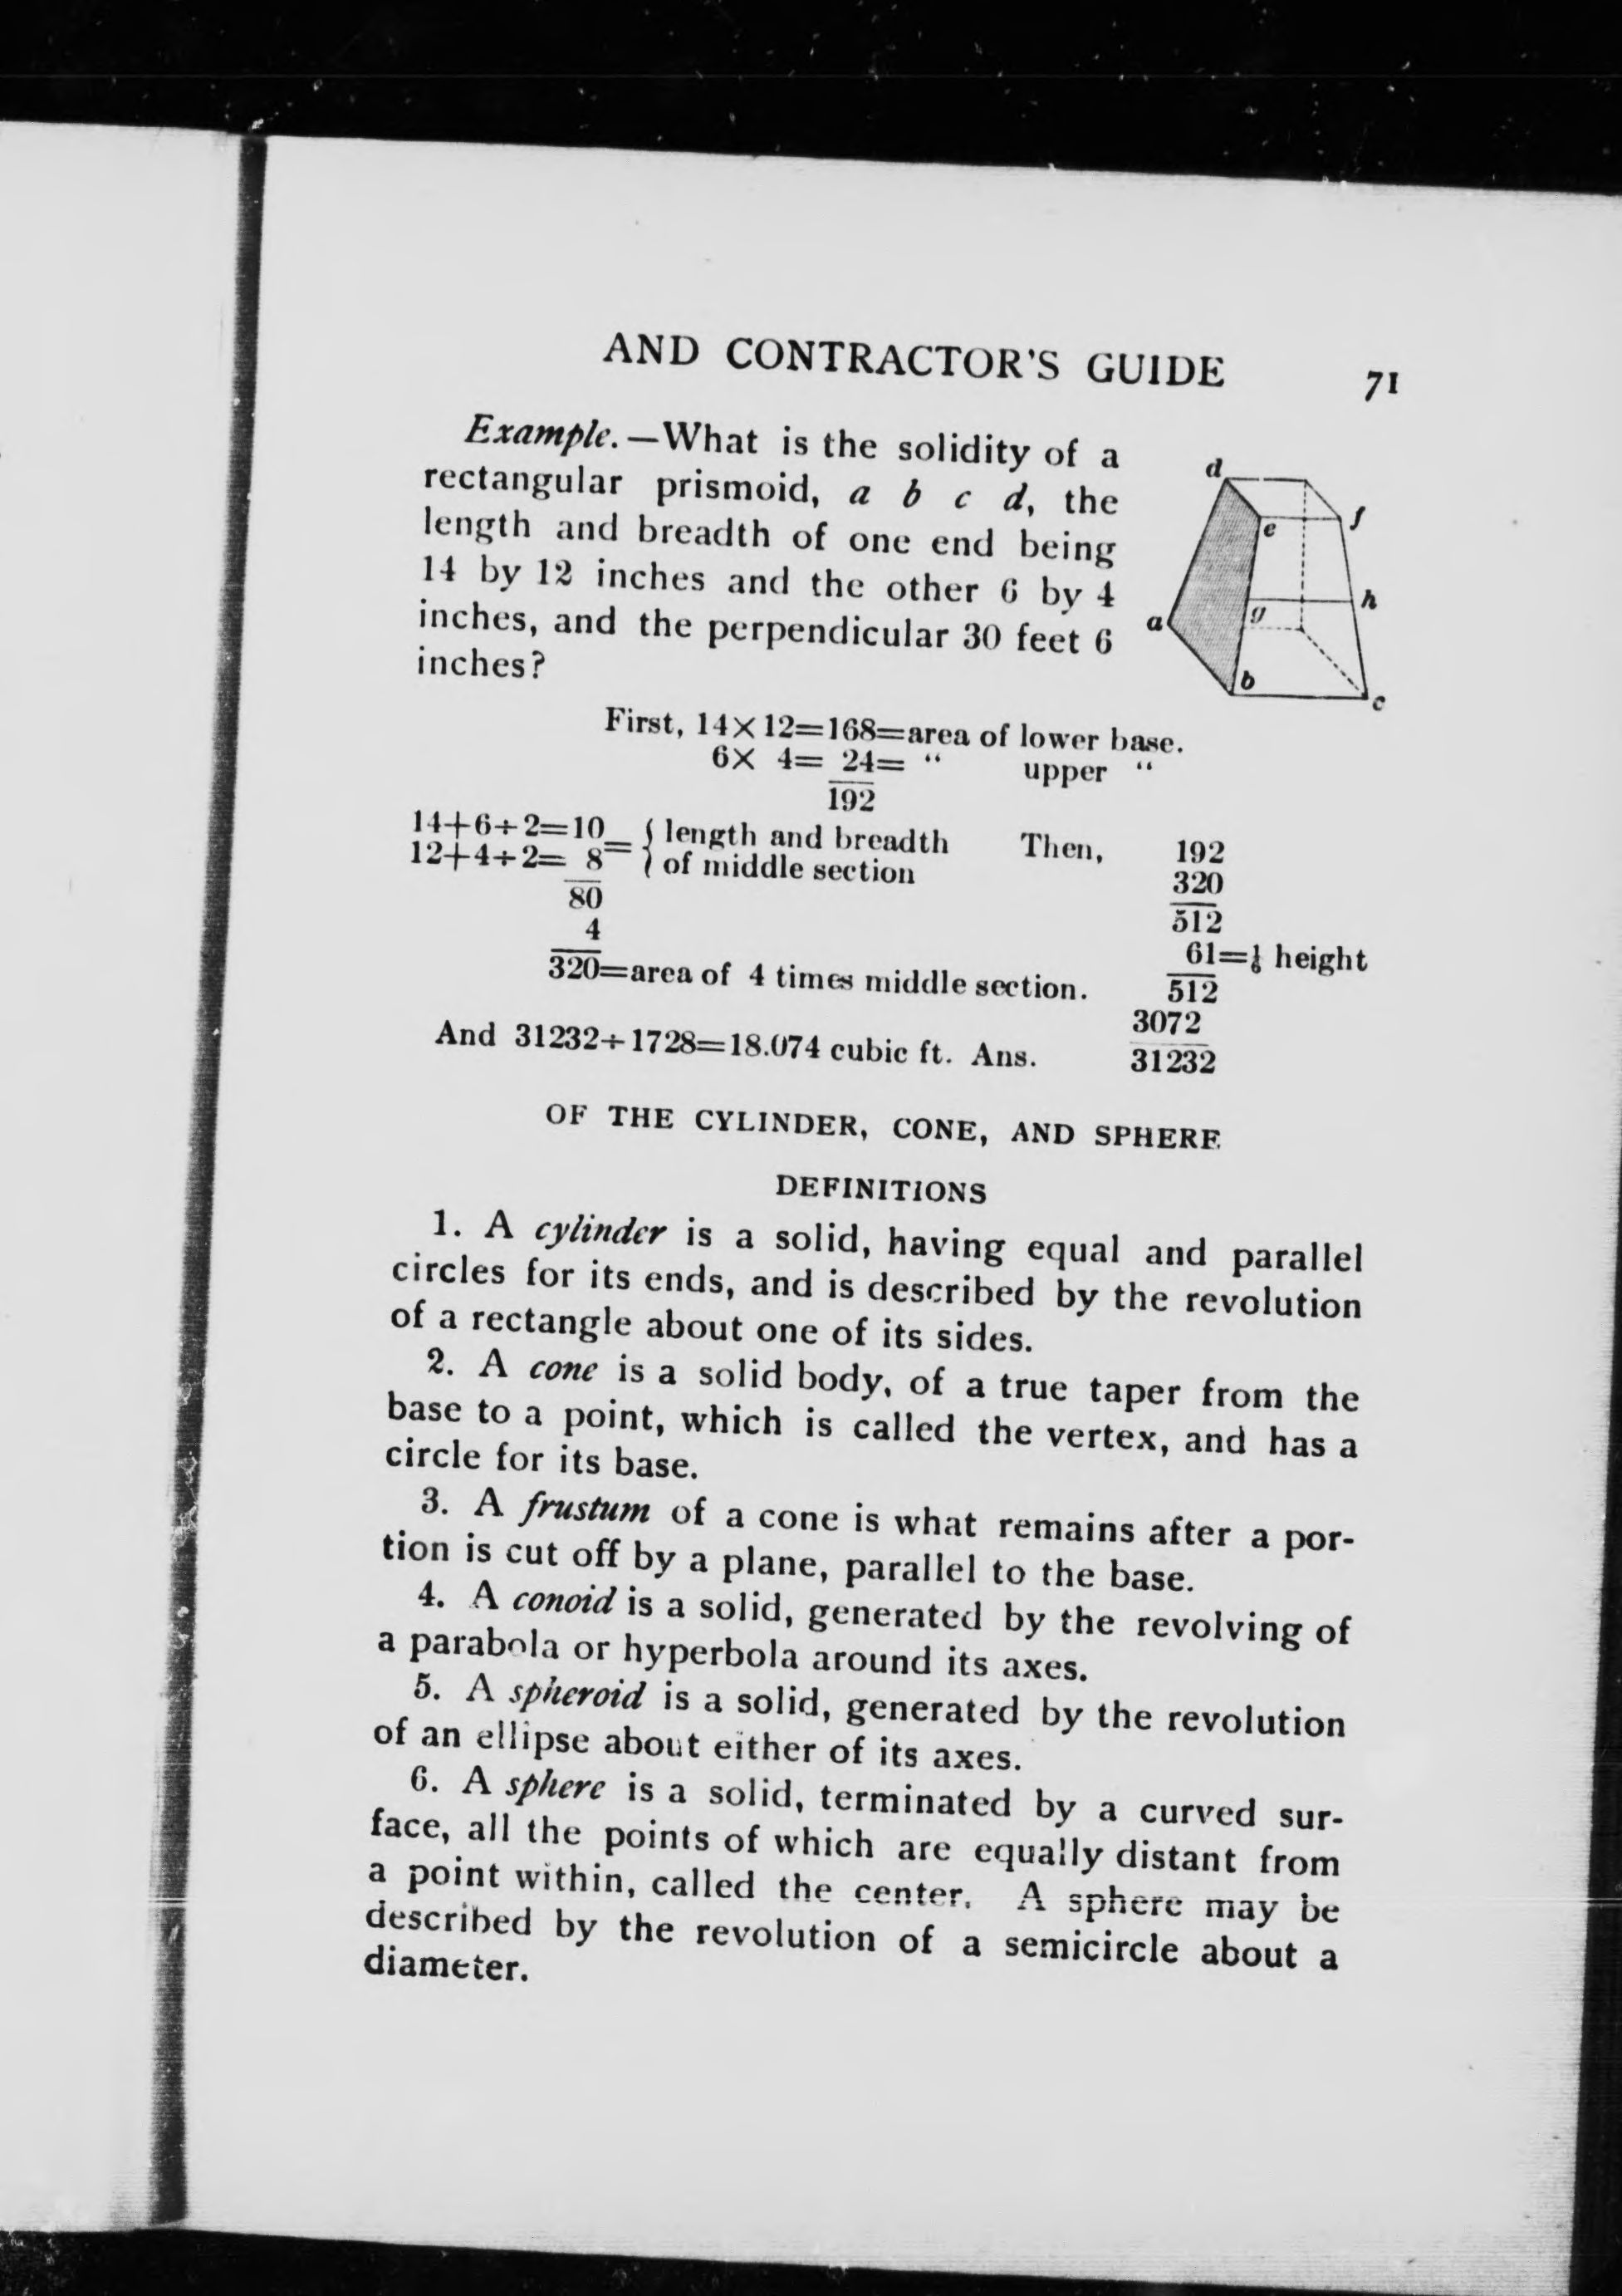 AND CONTRACTOR'S GUIDE 71
Example.—What is the solidity of a
rectangular prismoid, a b c d, the
length and breadth of one end being
14 by 12 inches and the other 6 by 4
inches, and the perpendicular 30 feet 6
inches?
d
e
f
g
h
a
b
c
First, 14×12=168=area of lower base.
6× 4= 24= “ upper “
192
14+6÷2=10
12+4÷2= 8
= { length and breadth
of middle section
80
4
320=area of 4 times middle section.
Then, 192
320
512
61=⅙ height
512
3072
31232
And 31232÷1728=18.074 cubic ft. Ans.
OF THE CYLINDER, CONE, AND SPHERE
DEFINITIONS
1. A cylinder is a solid, having equal and parallel
circles for its ends, and is described by the revolution
of a rectangle about one of its sides.
2. A cone is a solid body, of a true taper from the
base to a point, which is called the vertex, and has a
circle for its base.
3. A frustum of a cone is what remains after a por-
tion is cut off by a plane, parallel to the base.
4. A conoid is a solid, generated by the revolving of
a parabola or hyperbola around its axes.
5. A spheroid is a solid, generated by the revolution
of an ellipse about either of its axes.
6. A sphere is a solid, terminated by a curved sur-
face, all the points of which are equally distant from
a point within, called the center. A sphere may be
described by the revolution of a semicircle about a
diameter.